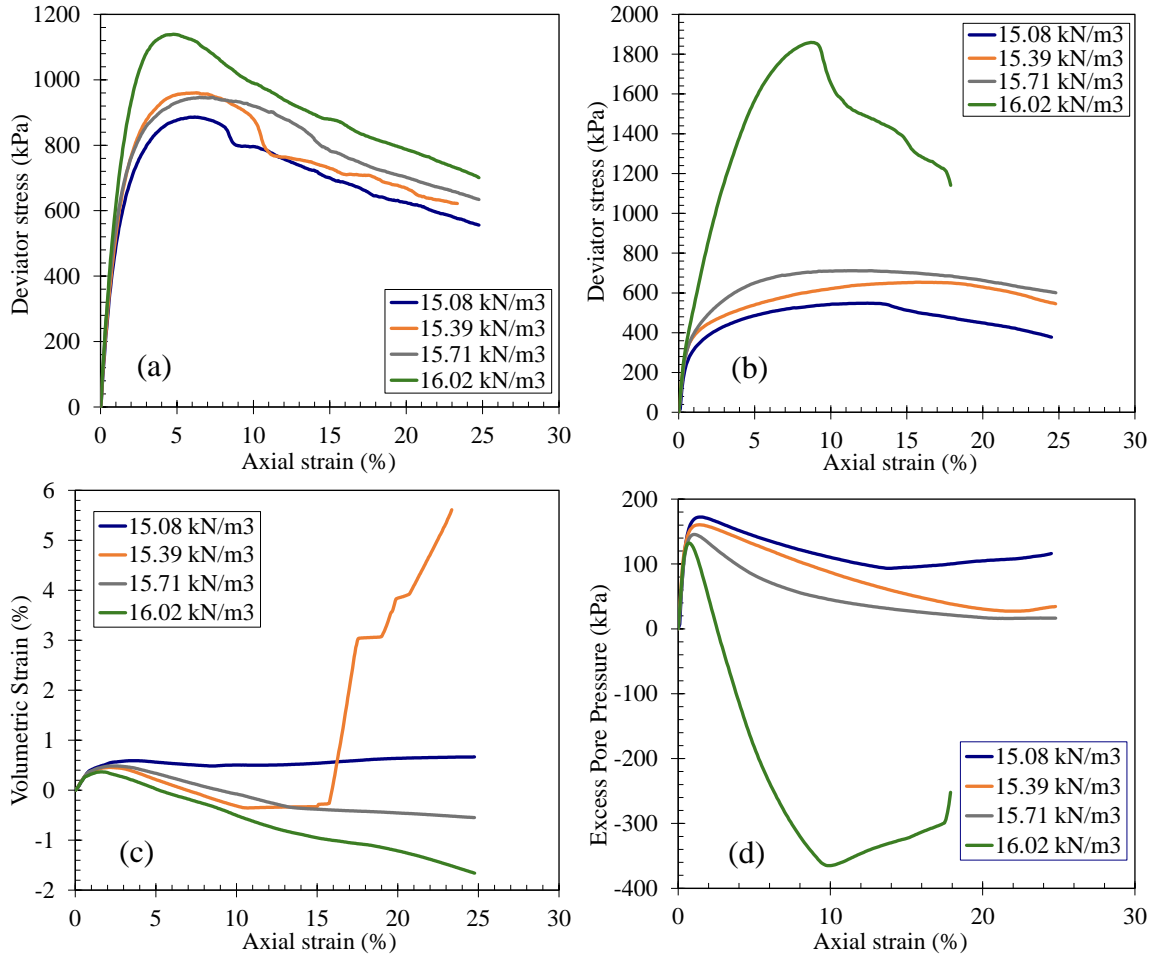 1200
1000
800
600
400
200
0
0 5 10 15 20 25 30
Deviator stress (kPa)
Axial strain (%)
15.08 kN/m3
15.39 kN/m3
15.71 kN/m3
16.02 kN/m3
(a)
2000
1800
1600
1400
1200
1000
800
600
400
200
0
0 5 10 15 20 25 30
Deviator stress (kPa)
Axial strain (%)
15.08 kN/m3
15.39 kN/m3
15.71 kN/m3
16.02 kN/m3
(b)
6
5
4
3
2
1
0
-1
-2
0 5 10 15 20 25 30
Volumetric Strain (%)
Axial strain (%)
15.08 kN/m3
15.39 kN/m3
15.71 kN/m3
16.02 kN/m3
(c)
200
100
0
-100
-200
-300
-400
0 10 20 30
Excess Pore Pressure (kPa)
Axial strain (%)
15.08 kN/m3
15.39 kN/m3
15.71 kN/m3
16.02 kN/m3
(d)